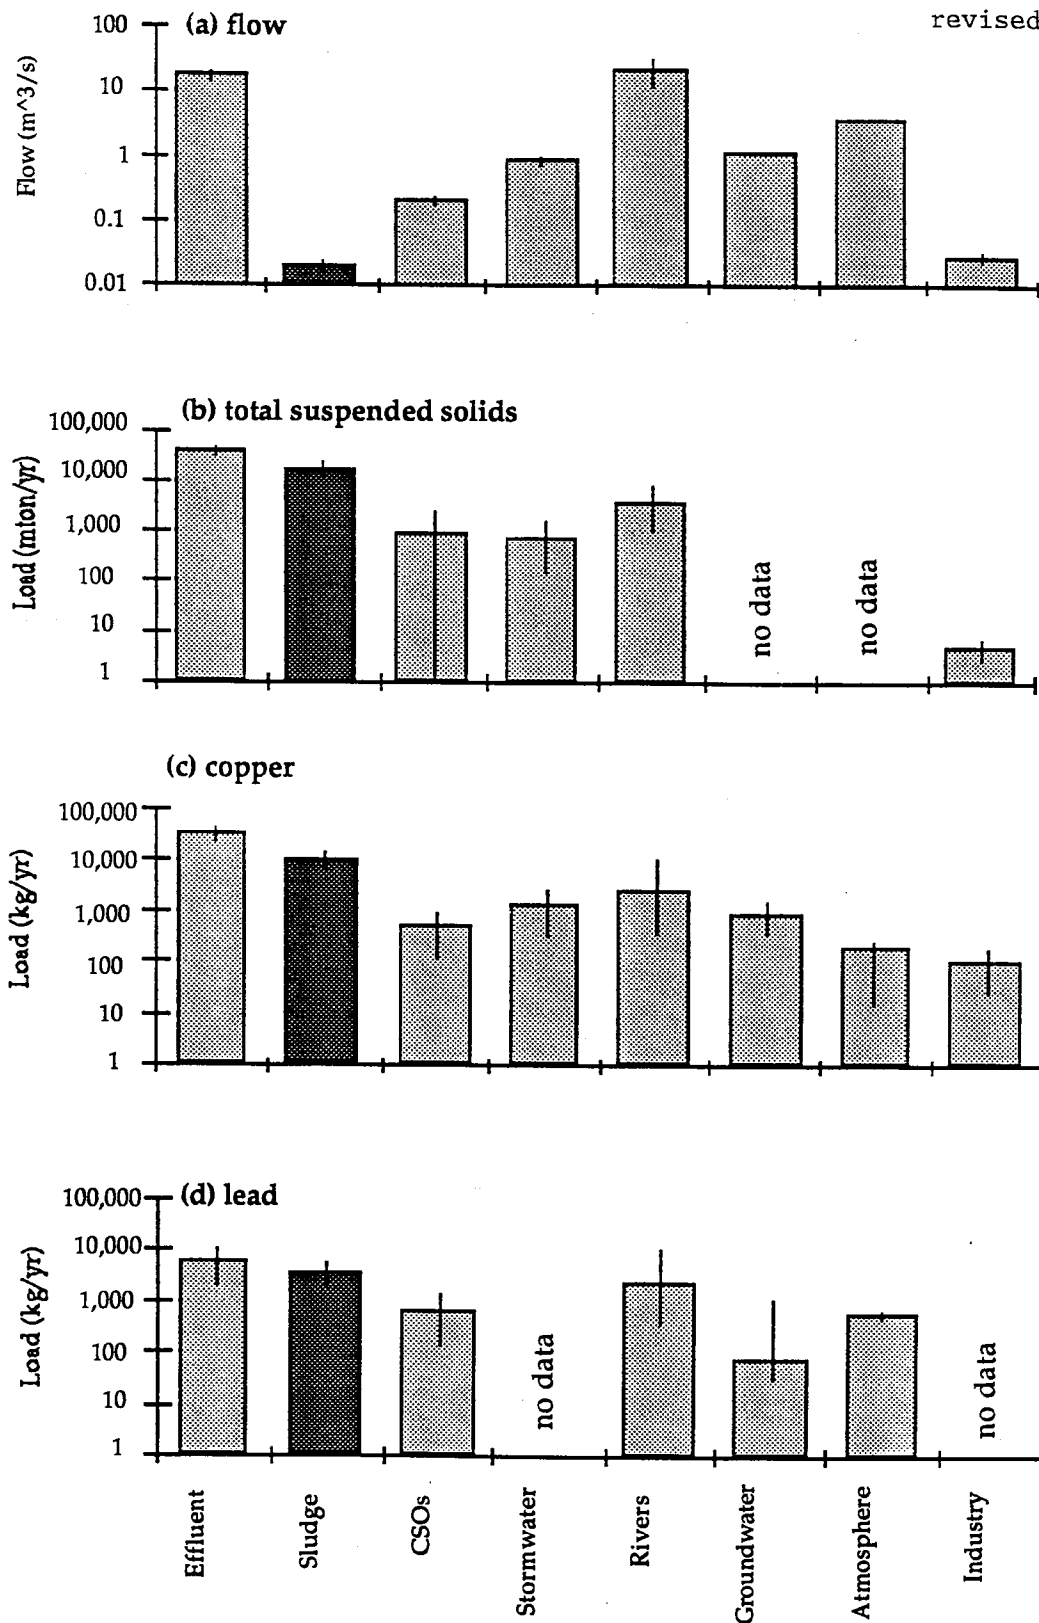 revised
(a) flow
Flow (m^3/s)
100
10
1
0.1
0.01
(b) total suspended solids
Load (mton/yr)
100,000
10,000
1,000
100
10
1
no data
no data
(c) copper
Load (kg/yr)
100,000
10,000
1,000
100
10
1
(d) lead
Load (kg/yr)
100,000
10,000
1,000
100
10
1
no data
no data
Effluent
Sludge
CSOs
Stormwater
Rivers
Groundwater
Atmosphere
Industry